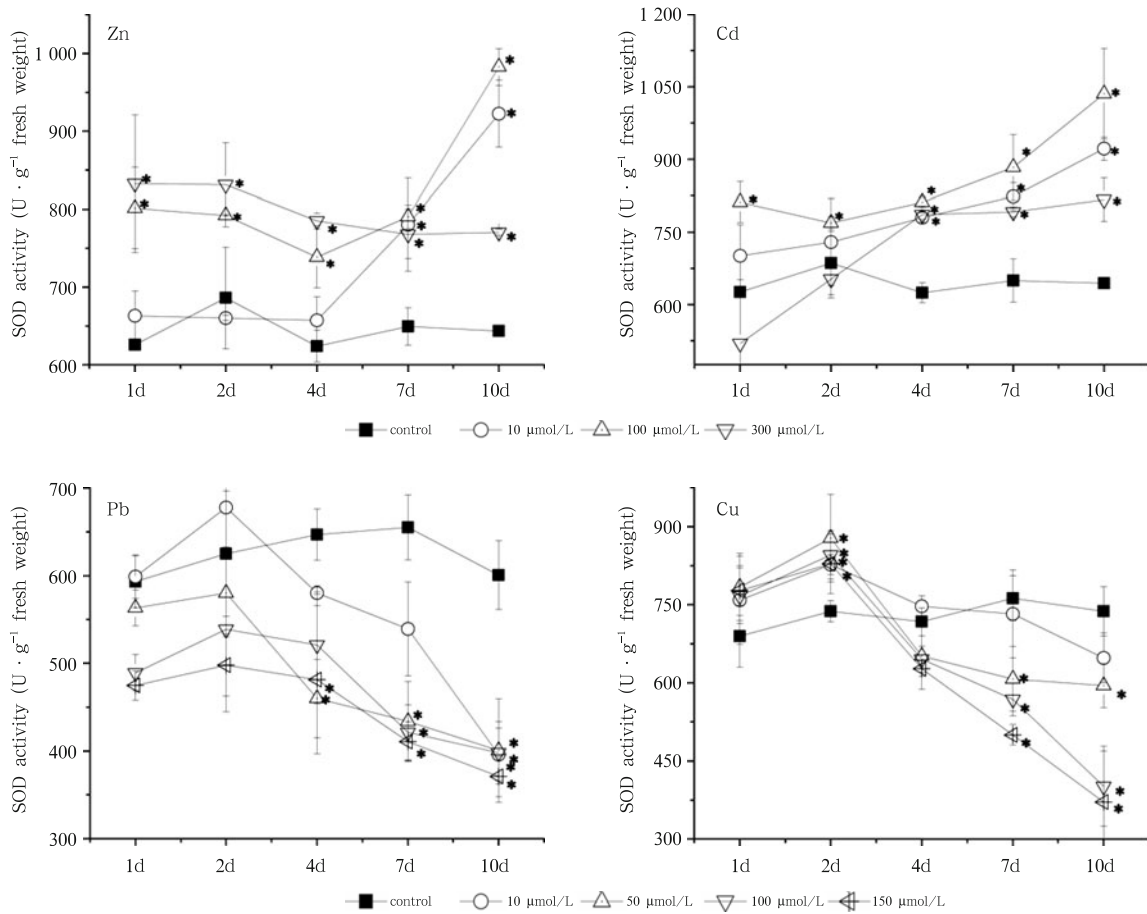 Zn
1 000
900
800
700
600
SOD activity (U · g⁻¹ fresh weight)
1d 2d 4d 7d 10d
Cd
1 200
1 050
900
750
600
SOD activity (U · g⁻¹ fresh weight)
1d 2d 4d 7d 10d
control 10 μmol/L 100 μmol/L 300 μmol/L
Pb
700
600
500
400
300
SOD activity (U · g⁻¹ fresh weight)
1d 2d 4d 7d 10d
Cu
900
750
600
450
300
SOD activity (U · g⁻¹ fresh weight)
1d 2d 4d 7d 10d
control 10 μmol/L 50 μmol/L 100 μmol/L 150 μmol/L